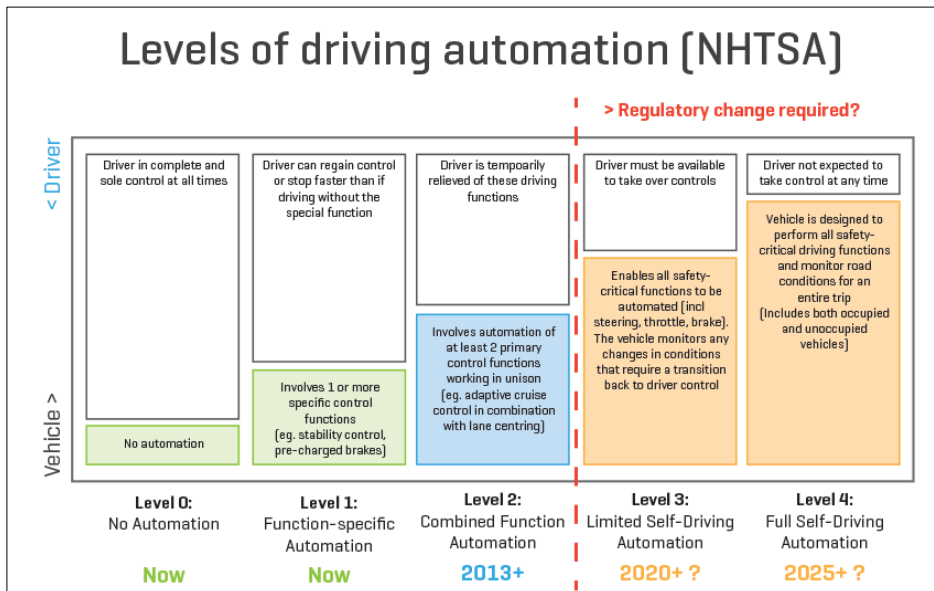 Levels of driving automation (NHTSA)
> Regulatory change required?
< Driver
Vehicle >
Driver in complete and
sole control at all times
No automation
Driver can regain control
or stop faster than if
driving without the
special function
Involves 1 or more
specific control
functions
(eg. stability control,
pre-charged brakes)
Driver is temporarily
relieved of these driving
functions
Involves automation of
at least 2 primary
control functions
working in unison
(eg. adaptive cruise
control in combination
with lane centring)
Driver must be available
to take over controls
Enables all safety-
critical functions to be
automated (incl
steering, throttle, brake).
The vehicle monitors any
changes in conditions
that require a transition
back to driver control
Driver not expected to
take control at any time
Vehicle is designed to
perform all safety-
critical driving functions
and monitor road
conditions for an
entire trip
(Includes both occupied
and unoccupied
vehicles)
Level 0:
No Automation
Now
Level 1:
Function-specific
Automation
Now
Level 2:
Combined Function
Automation
2013+
Level 3:
Limited Self-Driving
Automation
2020+ ?
Level 4:
Full Self-Driving
Automation
2025+ ?